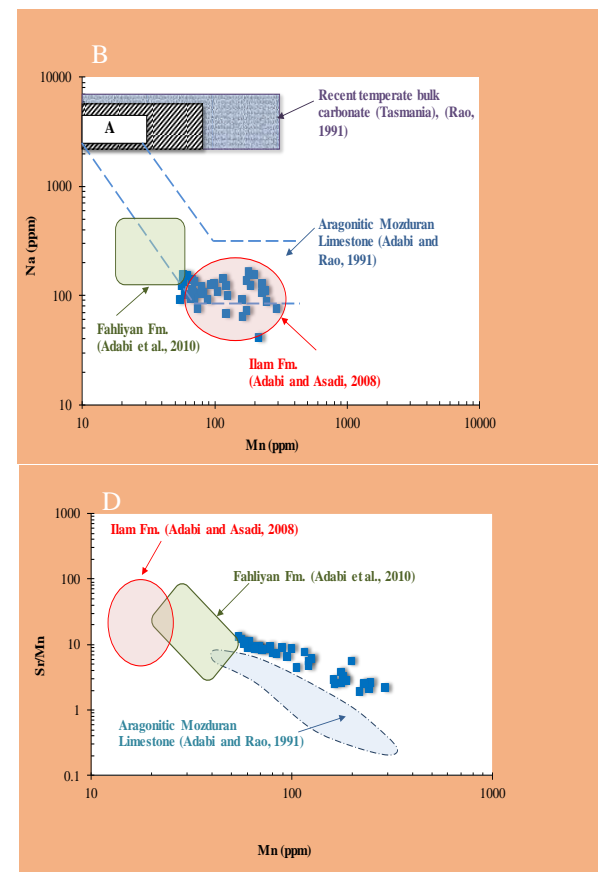 B
10000
1000
100
10
Na (ppm)
A
Recent temperate bulk
carbonate (Tasmania), (Rao,
1991)
Aragonitic Mozduran
Limestone (Adabi and
Rao, 1991)
Fahliyan Fm.
(Adabi et al., 2010)
Ilam Fm.
(Adabi and Asadi, 2008)
10
100
1000
10000
Mn (ppm)
D
1000
100
10
1
0.1
Sr/Mn
Ilam Fm. (Adabi and Asadi, 2008)
Fahliyan Fm. (Adabi et al., 2010)
Aragonitic Mozduran
Limestone (Adabi and Rao, 1991)
10
100
1000
Mn (ppm)